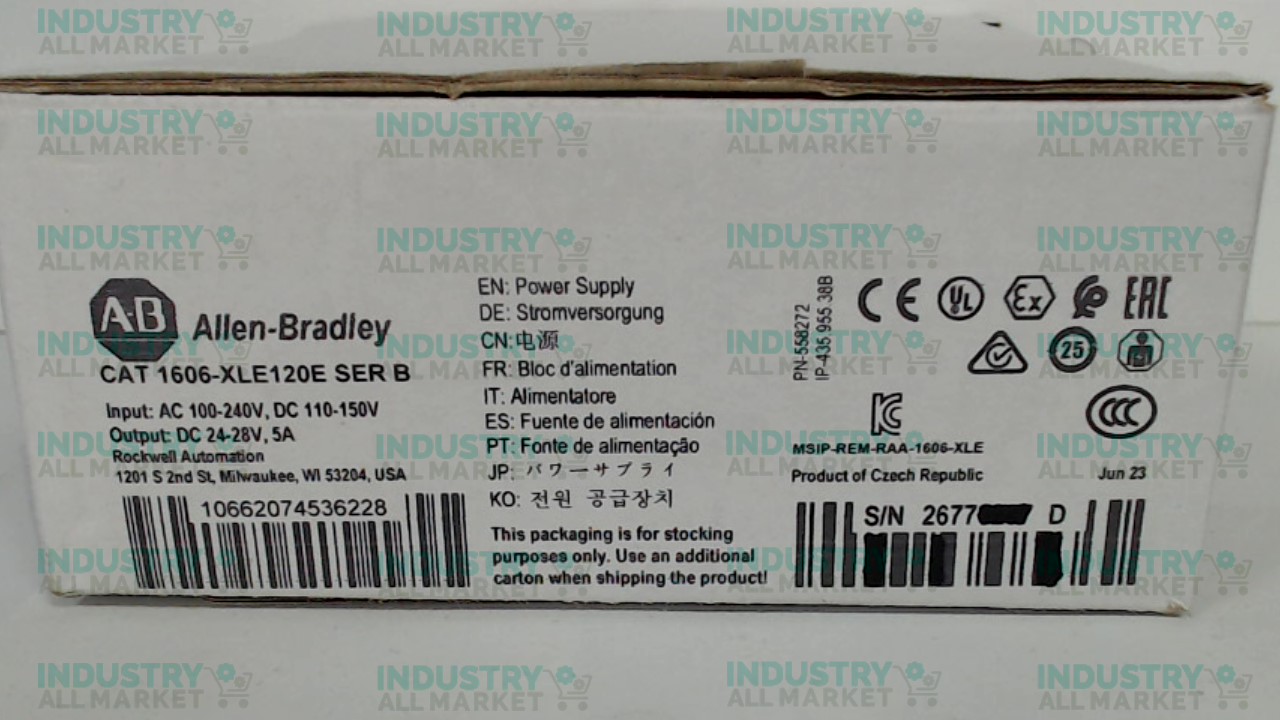 A-B
Allen-Bradley
CAT 1606-XLE120E SER B
Input: AC 100-240V, DC 110-150V
Output: DC 24-28V, 5A
Rockwell Automation
1201 S 2nd St, Milwaukee, WI 53204, USA
10662074536228
EN: Power Supply
DE: Stromversorgung
CN:电源
FR: Bloc d'alimentation
IT: Alimentatore
ES: Fuente de alimentación
PT: Fonte de alimentação
JP: パワーサプライ
KO: 전원 공급장치
This packaging is for stocking
purposes only. Use an additional
carton when shipping the product!
PN-558272
IP-435.955.38B
CE UL Ex EAC
25
KC
CCC
MSIP-REM-RAA-1606-XLE
Product of Czech Republic
Jun 23
S/N 2677 D
INDUSTRY
ALL MARKET